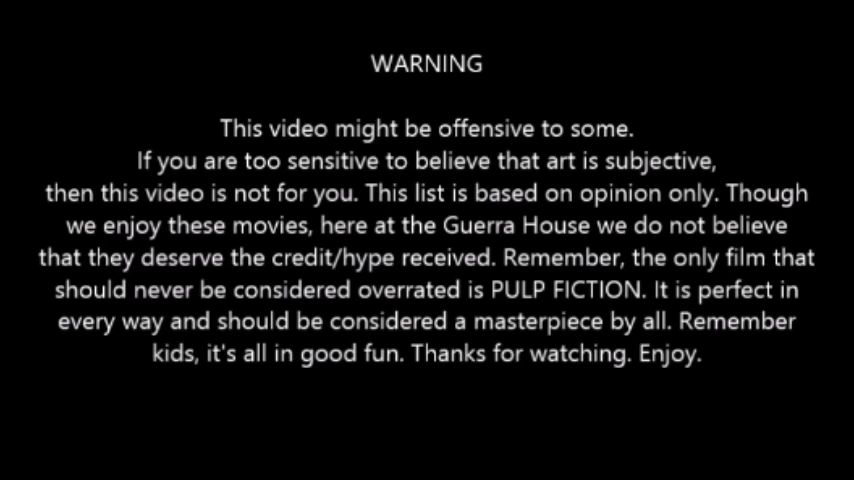 WARNING
This video might be offensive to some.
If you are too sensitive to believe that art is subjective,
then this video is not for you. This list is based on opinion only. Though
we enjoy these movies, here at the Guerra House we do not believe
that they deserve the credit/hype received. Remember, the only film that
should never be considered overrated is PULP FICTION. It is perfect in
every way and should be considered a masterpiece by all. Remember
kids, it's all in good fun. Thanks for watching. Enjoy.